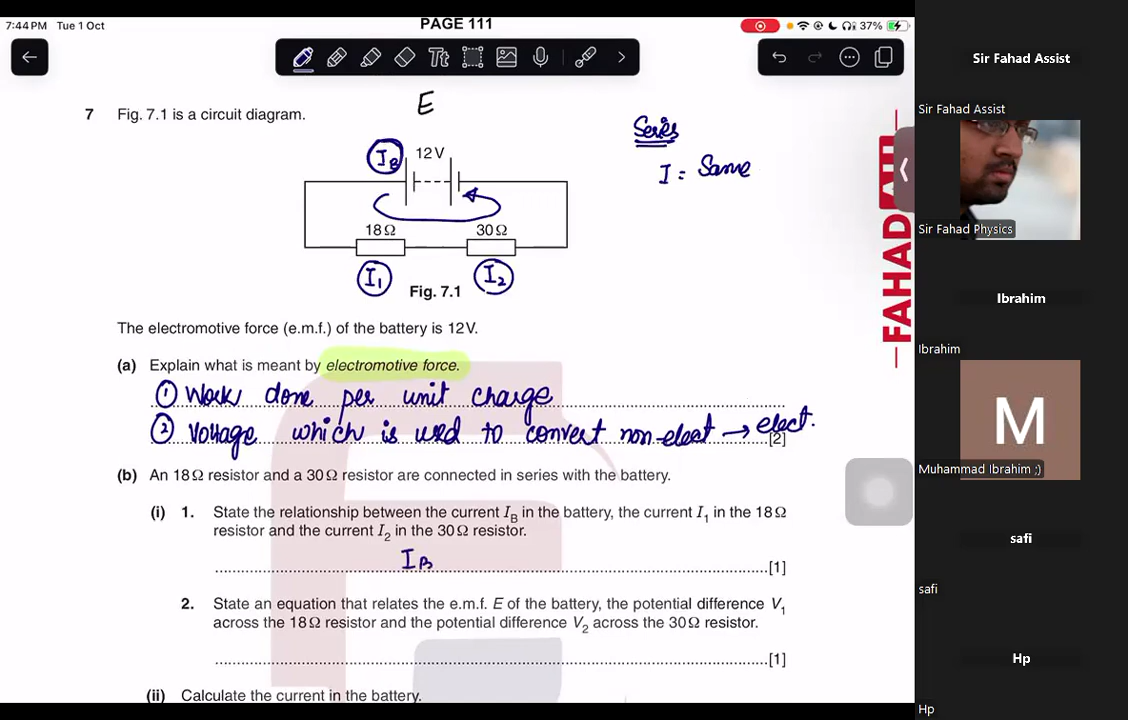 7:44 PM Tue 1 Oct
PAGE 111
37%
Tt
7 Fig. 7.1 is a circuit diagram.
E
Series
I = Same
I_B
12V
18Ω
30Ω
I₁
I₂
Fig. 7.1
The electromotive force (e.m.f.) of the battery is 12V.
(a) Explain what is meant by electromotive force.
① Work done per unit charge
② Voltage which is used to convert non-elect → elect.
[2]
(b) An 18Ω resistor and a 30Ω resistor are connected in series with the battery.
(i) 1. State the relationship between the current I_B in the battery, the current I₁ in the 18Ω
resistor and the current I₂ in the 30Ω resistor.
I_B
[1]
2. State an equation that relates the e.m.f. E of the battery, the potential difference V₁
across the 18Ω resistor and the potential difference V₂ across the 30Ω resistor.
[1]
(ii) Calculate the current in the battery.
FAHAD
Sir Fahad Assist
Sir Fahad Assist
Sir Fahad Physics
Ibrahim
Ibrahim
M
Muhammad Ibrahim ;)
safi
safi
Hp
Hp